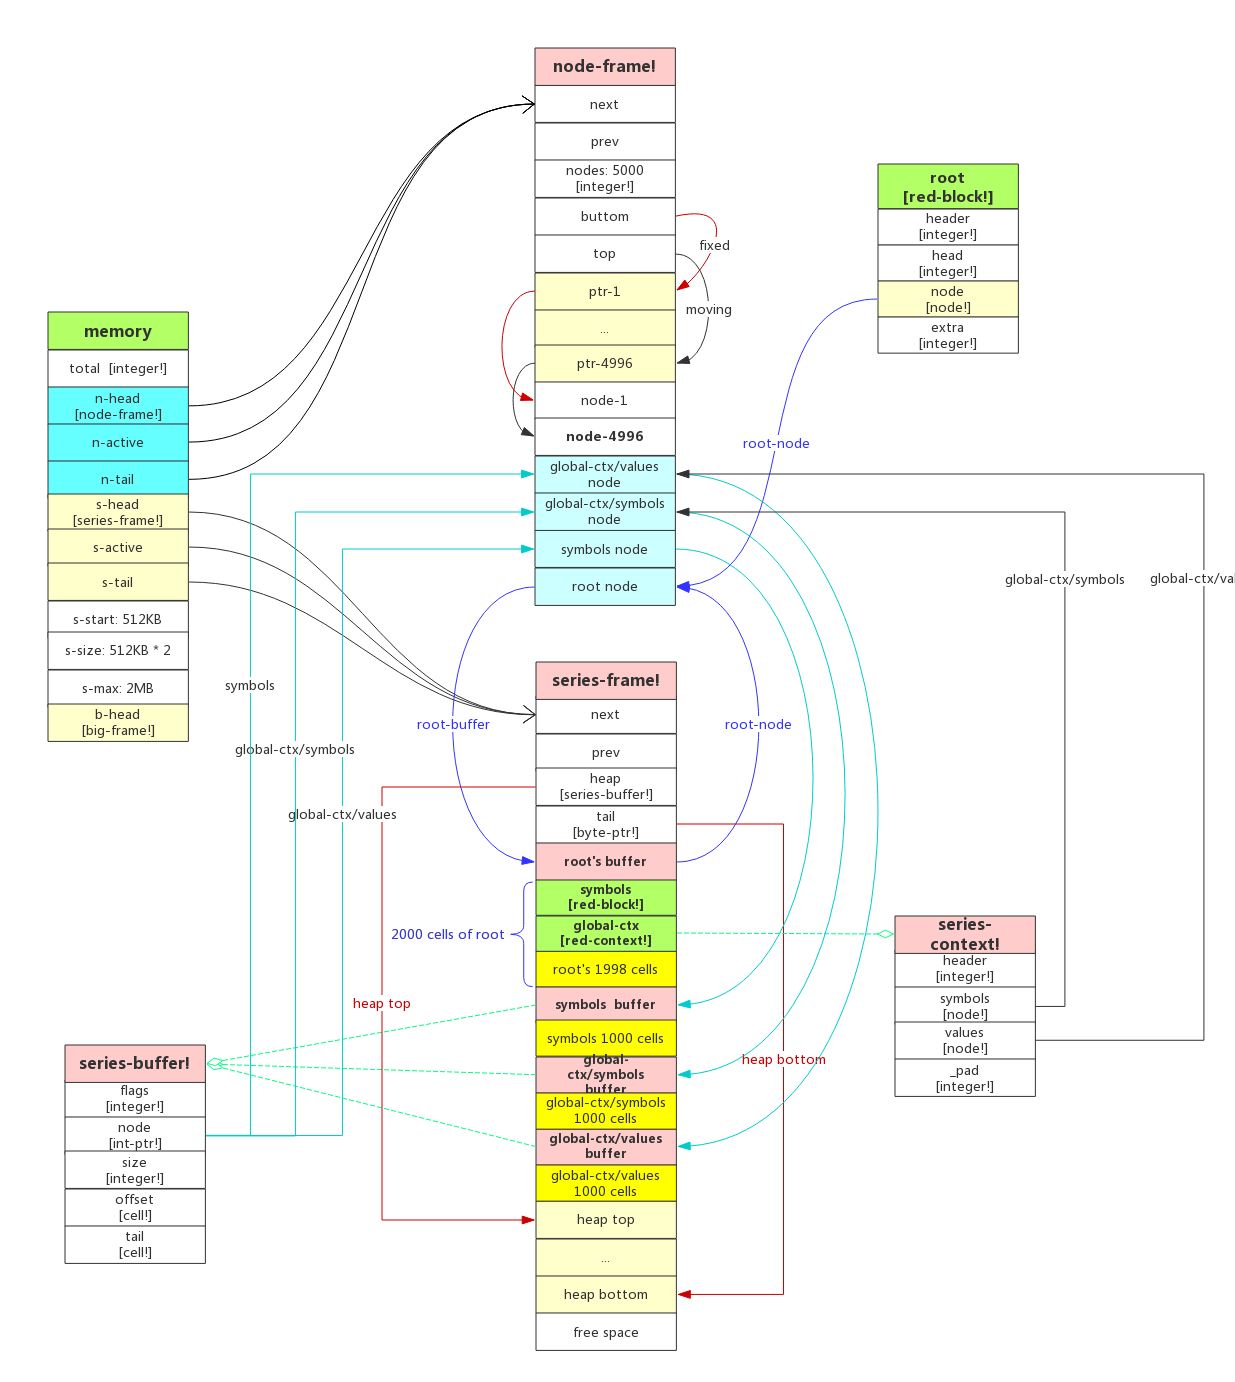 node-frame!
next
prev
nodes: 5000
[integer!]
buttom
top
ptr-1
...
ptr-4996
node-1
node-4996
global-ctx/values
node
global-ctx/symbols
node
symbols node
root node
fixed
moving
root
[red-block!]
header
[integer!]
head
[integer!]
node
[node!]
extra
[integer!]
root-node
memory
total [integer!]
n-head
[node-frame!]
n-active
n-tail
s-head
[series-frame!]
s-active
s-tail
s-start: 512KB
s-size: 512KB * 2
s-max: 2MB
b-head
[big-frame!]
symbols
global-ctx/symbols
global-ctx/values
root-buffer
root-node
global-ctx/symbols
global-ctx/val
series-frame!
next
prev
heap
[series-buffer!]
tail
[byte-ptr!]
root's buffer
symbols
[red-block!]
global-ctx
[red-context!]
root's 1998 cells
symbols buffer
symbols 1000 cells
global-
ctx/symbols
buffer
global-ctx/symbols
1000 cells
global-ctx/values
buffer
global-ctx/values
1000 cells
heap top
...
heap bottom
free space
2000 cells of root
heap top
heap bottom
series-
context!
header
[integer!]
symbols
[node!]
values
[node!]
_pad
[integer!]
series-buffer!
flags
[integer!]
node
[int-ptr!]
size
[integer!]
offset
[cell!]
tail
[cell!]